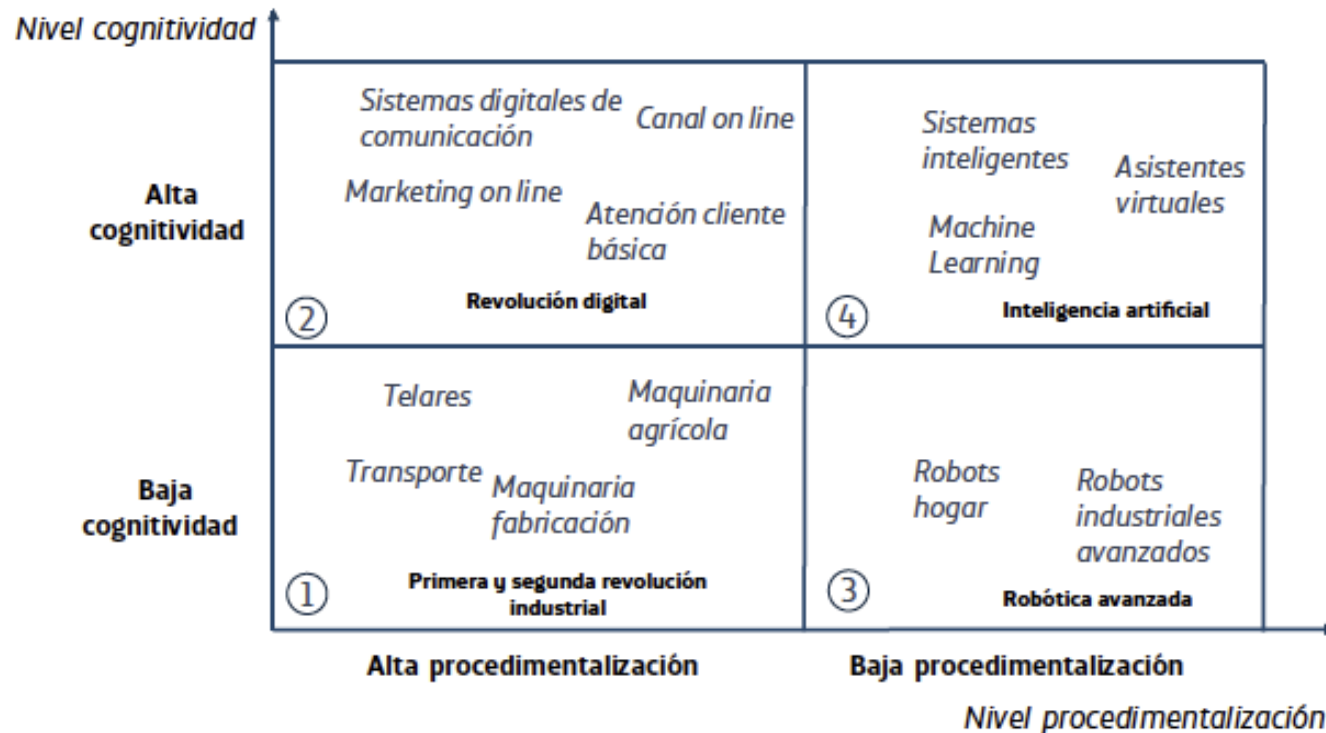 Nivel cognitividad
Alta
cognitividad
Sistemas digitales de
comunicación
Canal on line
Marketing on line
Atención cliente
básica
2
Revolución digital
Sistemas
inteligentes
Asistentes
virtuales
Machine
Learning
4
Inteligencia artificial
Baja
cognitividad
Telares
Maquinaria
agrícola
Transporte
Maquinaria
fabricación
1
Primera y segunda revolución
industrial
Robots
hogar
Robots
industriales
avanzados
3
Robótica avanzada
Alta procedimentalización
Baja procedimentalización
Nivel procedimentalización